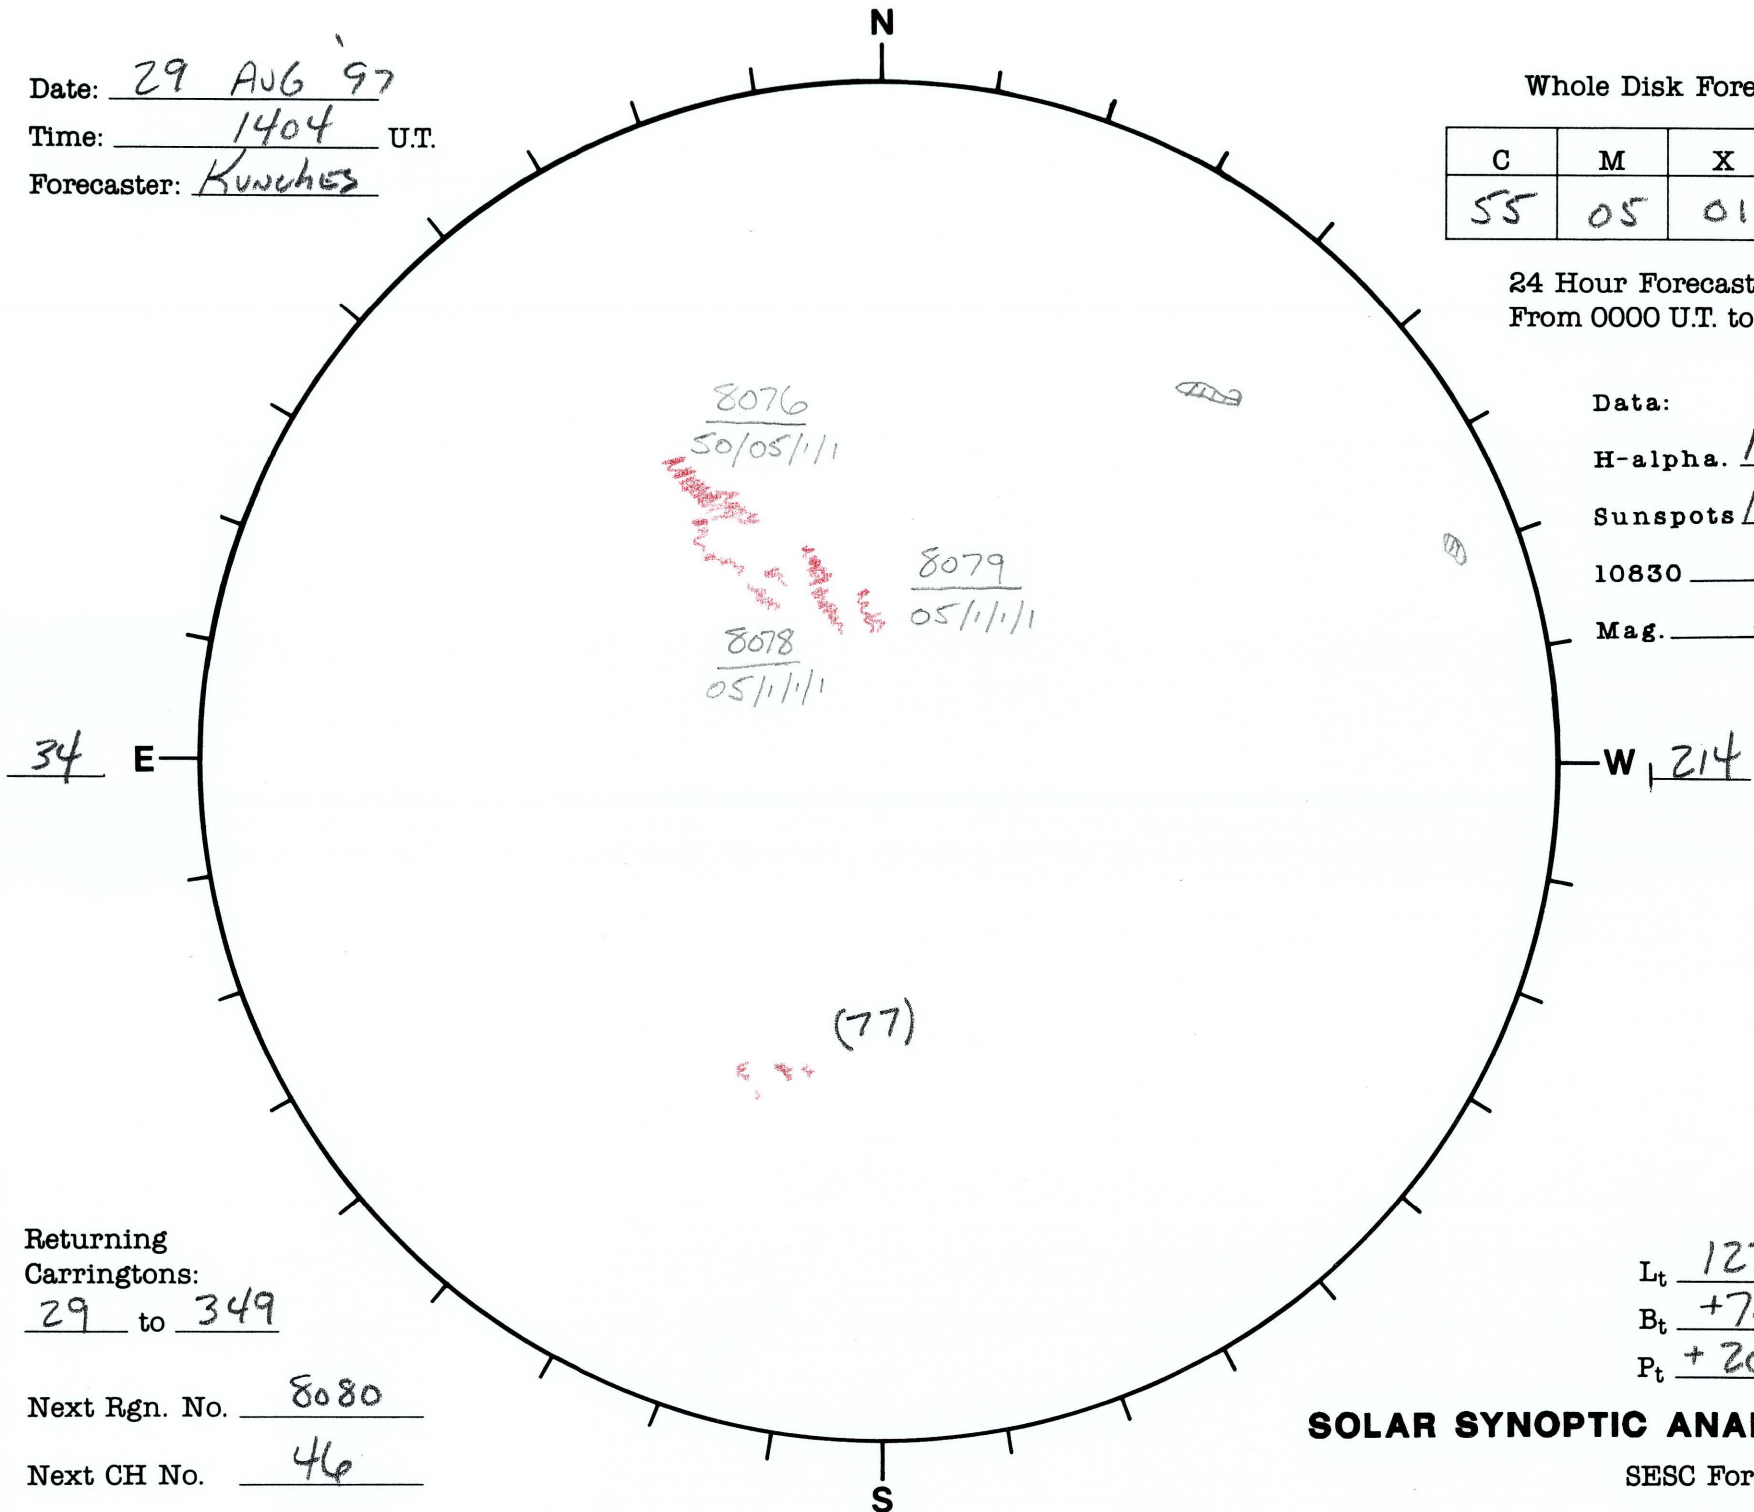 N
Date: 29 AUG '97
Time: 1404 U.T.
Forecaster: Kunches
Whole Disk Fore
C M X
55 05 01
24 Hour Forecast
From 0000 U.T. to
8076
50/05/1/1
Data:
H-alpha.
Sunspots
10830
Mag.
8079
05/1/1/1
8078
05/1/1/1
34 E
W 214
(77)
Returning
Carringtons:
29 to 349
Next Rgn. No. 8080
Next CH No. 46
Lt 12
Bt +7
Pt + 20
SOLAR SYNOPTIC ANA
SESC For
S